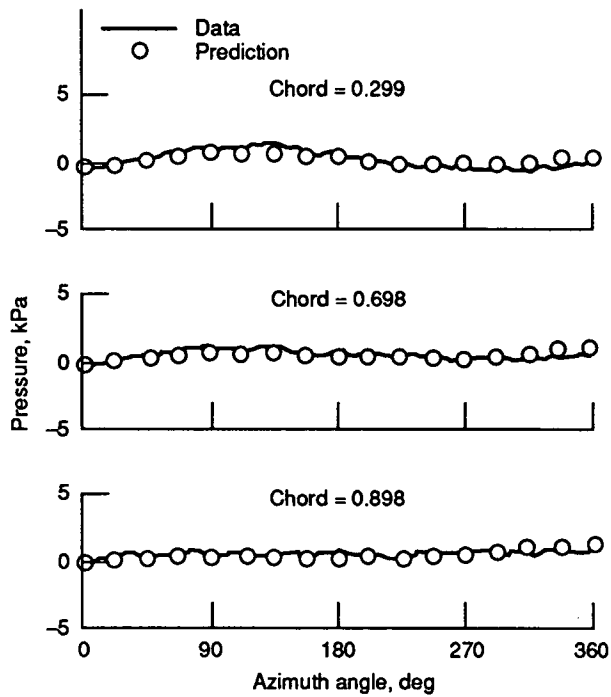 Data
Prediction
Chord = 0.299
5
0
–5
Chord = 0.698
5
0
–5
Pressure, kPa
Chord = 0.898
5
0
–5
0 90 180 270 360
Azimuth angle, deg